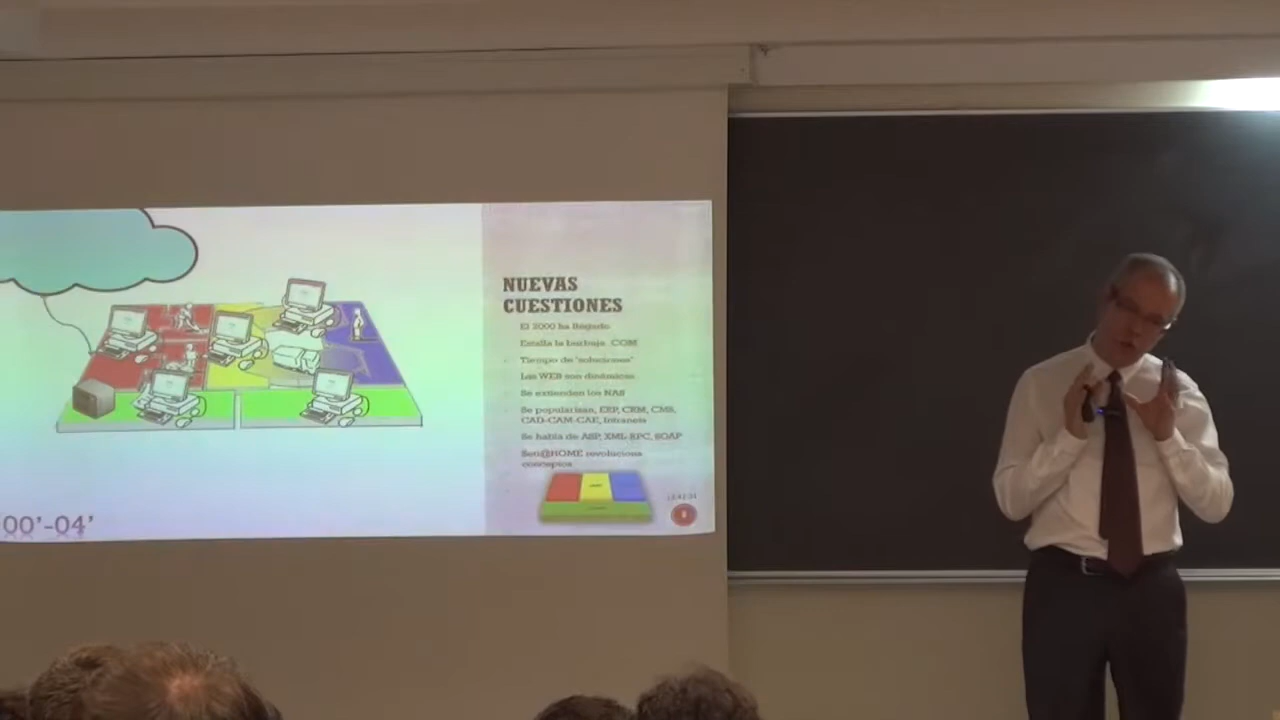 NUEVAS
CUESTIONES
El 2000 ha llegado
Estalla la burbuja .COM
Tiempo de "soluciones"
Las WEB son dinámicas
Se extienden los NAS
Se popularizan, ERP, CRM, CMS,
CAD-CAM-CAE, Intranets
Se habla de ASP, XML-RPC, SOAP
Seti@HOME revoluciona
conceptos
00'-04'